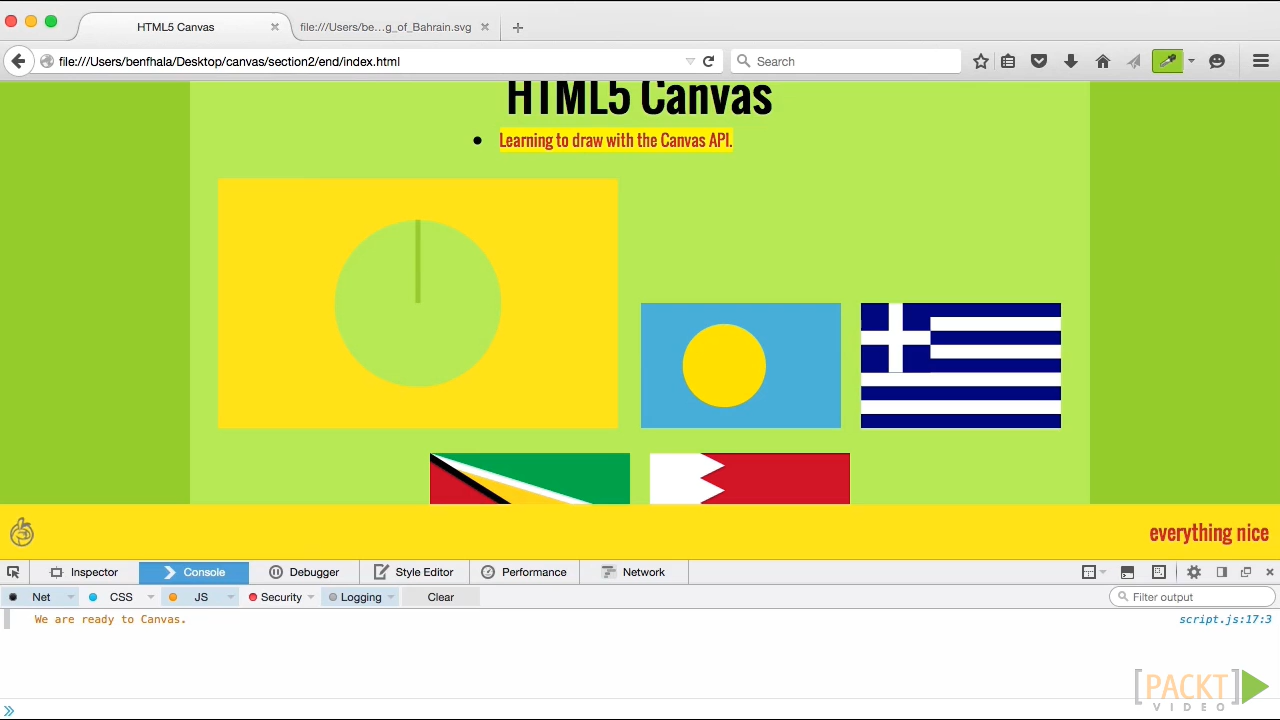 HTML5 Canvas
file:///Users/be...g_of_Bahrain.svg
file:///Users/benfhala/Desktop/canvas/section2/end/index.html
Search
HTML5 Canvas
Learning to draw with the Canvas API.
everything nice
Inspector
Console
Debugger
Style Editor
Performance
Network
Net
CSS
JS
Security
Logging
Clear
Filter output
We are ready to Canvas.
script.js:17:3
[PACKT]
VIDEO